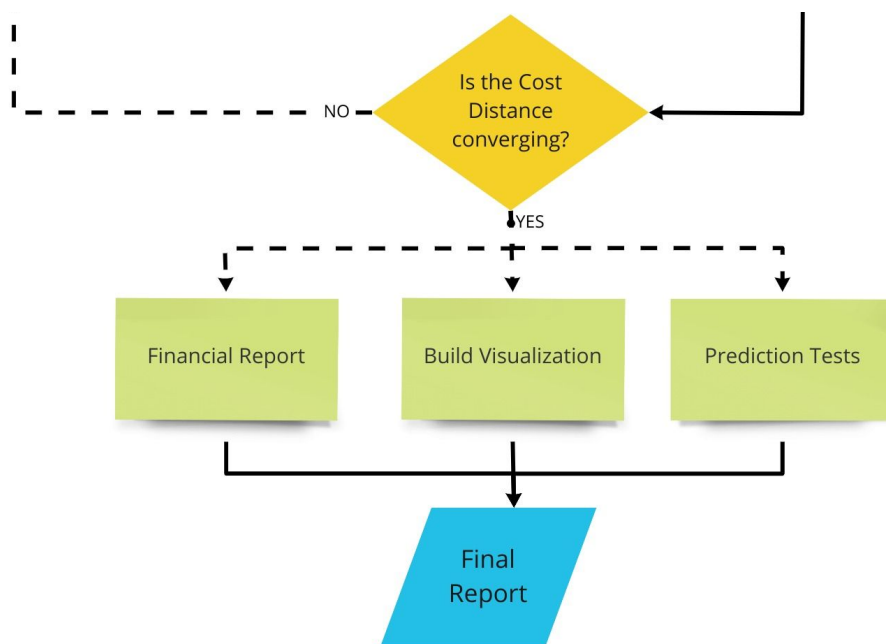 Is the Cost
Distance
converging?
NO
YES
Financial Report
Build Visualization
Prediction Tests
Final
Report